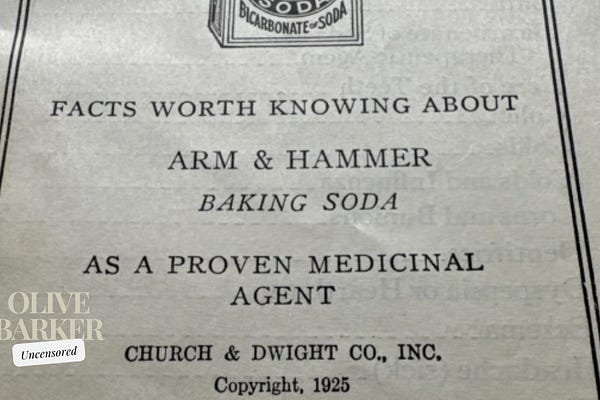 SODA
BICARBONATE OF SODA
FACTS WORTH KNOWING ABOUT
ARM & HAMMER
BAKING SODA
AS A PROVEN MEDICINAL
AGENT
CHURCH & DWIGHT CO., INC.
Copyright, 1925
OLIVE
BARKER
Uncensored